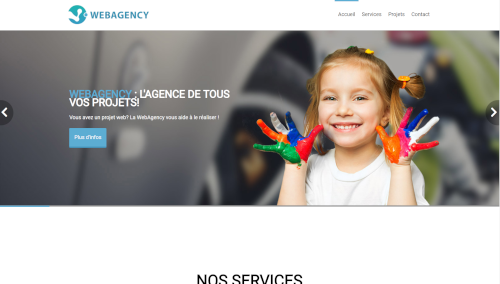 WEBAGENCY
Accueil Services Projets Contact
WEBAGENCY : L'AGENCE DE TOUS
VOS PROJETS!
Vous avez un projet web? La WebAgency vous aide à le réaliser !
Plus d'infos
NOS SERVICES